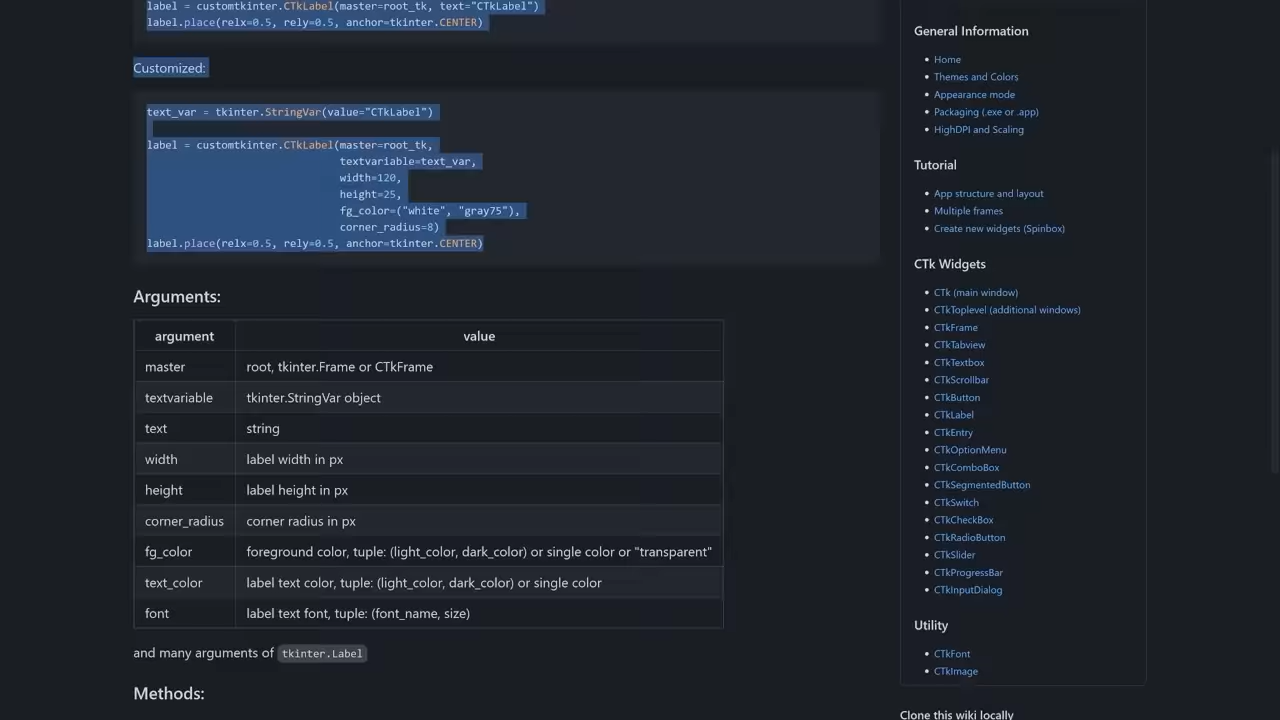 label = customtkinter.CTkLabel(master=root_tk, text="CTkLabel")
label.place(relx=0.5, rely=0.5, anchor=tkinter.CENTER)
Customized:
text_var = tkinter.StringVar(value="CTkLabel")
label = customtkinter.CTkLabel(master=root_tk,
textvariable=text_var,
width=120,
height=25,
fg_color=("white", "gray75"),
corner_radius=8)
label.place(relx=0.5, rely=0.5, anchor=tkinter.CENTER)
Arguments:
argument value
master root, tkinter.Frame or CTkFrame
textvariable tkinter.StringVar object
text string
width label width in px
height label height in px
corner_radius corner radius in px
fg_color foreground color, tuple: (light_color, dark_color) or single color or "transparent"
text_color label text color, tuple: (light_color, dark_color) or single color
font label text font, tuple: (font_name, size)
and many arguments of tkinter.Label
Methods:
General Information
Home
Themes and Colors
Appearance mode
Packaging (.exe or .app)
HighDPI and Scaling
Tutorial
App structure and layout
Multiple frames
Create new widgets (Spinbox)
CTk Widgets
CTk (main window)
CTkToplevel (additional windows)
CTkFrame
CTkTabview
CTkTextbox
CTkScrollbar
CTkButton
CTkLabel
CTkEntry
CTkOptionMenu
CTkComboBox
CTkSegmentedButton
CTkSwitch
CTkCheckBox
CTkRadioButton
CTkSlider
CTkProgressBar
CTkInputDialog
Utility
CTkFont
CTkImage
Clone this wiki locally